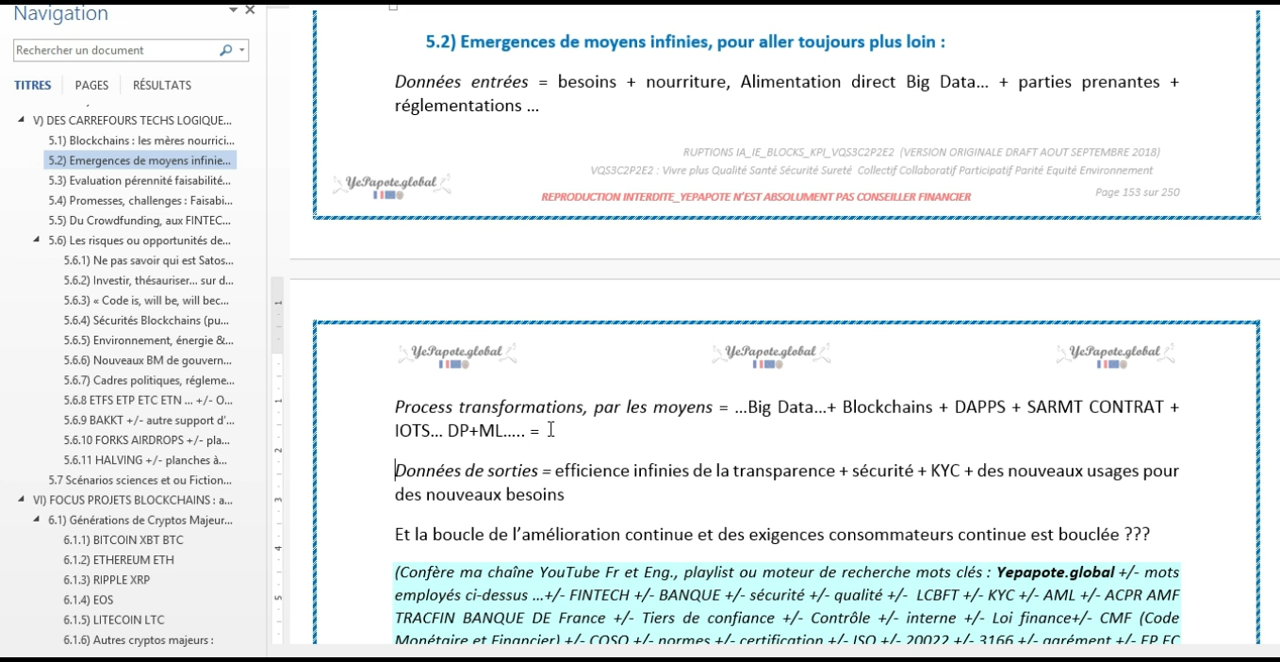 Navigation
Rechercher un document
TITRES PAGES RÉSULTATS
V) DES CARREFOURS TECHS LOGIQUE...
5.1) Blockchains : les mères nourrici...
5.2) Emergences de moyens infinie...
5.3) Evaluation pérennité faisabilité...
5.4) Promesses, challenges : Faisabi...
5.5) Du Crowdfunding, aux FINTEC...
5.6) Les risques ou opportunités de...
5.6.1) Ne pas savoir qui est Satos...
5.6.2) Investir, thésauriser... sur d...
5.6.3) « Code is, will be, will bec...
5.6.4) Sécurités Blockchains (pu...
5.6.5) Environnement, énergie &...
5.6.6) Nouveaux BM de gouvern...
5.6.7) Cadres politiques, régleme...
5.6.8 ETFS ETP ETC ETN ... +/- O...
5.6.9 BAKKT +/- autre support d'...
5.6.10 FORKS AIRDROPS +/- pla...
5.6.11 HALVING +/- planches à...
5.7 Scénarios sciences et ou Fiction...
VI) FOCUS PROJETS BLOCKCHAINS : a...
6.1) Générations de Cryptos Majeur...
6.1.1) BITCOIN XBT BTC
6.1.2) ETHEREUM ETH
6.1.3) RIPPLE XRP
6.1.4) EOS
6.1.5) LITECOIN LTC
6.1.6) Autres cryptos majeurs :
5.2) Emergences de moyens infinies, pour aller toujours plus loin :
Données entrées = besoins + nourriture, Alimentation direct Big Data... + parties prenantes +
réglementations ...
RUPTIONS IA_IE_BLOCKS_KPI_VQS3C2P2E2 (VERSION ORIGINALE DRAFT AOUT SEPTEMBRE 2018)
VQS3C2P2E2 : Vivre plus Qualité Santé Sécurité Sureté Collectif Collaboratif Participatif Parité Equité Environnement
YePapote.global
REPRODUCTION INTERDITE_YEPAPOTE N'EST ABSOLUMENT PAS CONSEILLER FINANCIER
Page 153 sur 250
YePapote.global YePapote.global YePapote.global
Process transformations, par les moyens = ...Big Data...+ Blockchains + DAPPS + SARMT CONTRAT +
IOTS... DP+ML..... =
Données de sorties = efficience infinies de la transparence + sécurité + KYC + des nouveaux usages pour
des nouveaux besoins
Et la boucle de l'amélioration continue et des exigences consommateurs continue est bouclée ???
(Confère ma chaîne YouTube Fr et Eng., playlist ou moteur de recherche mots clés : Yepapote.global +/- mots
employés ci-dessus ...+/- FINTECH +/- BANQUE +/- sécurité +/- qualité +/- LCBFT +/- KYC +/- AML +/- ACPR AMF
TRACFIN BANQUE DE France +/- Tiers de confiance +/- Contrôle +/- interne +/- Loi finance+/- CMF (Code
Monétaire et Financier) +/- COSO +/- normes +/- certification +/- ISO +/- 20022 +/- 3166 +/- agrément +/- EP EC